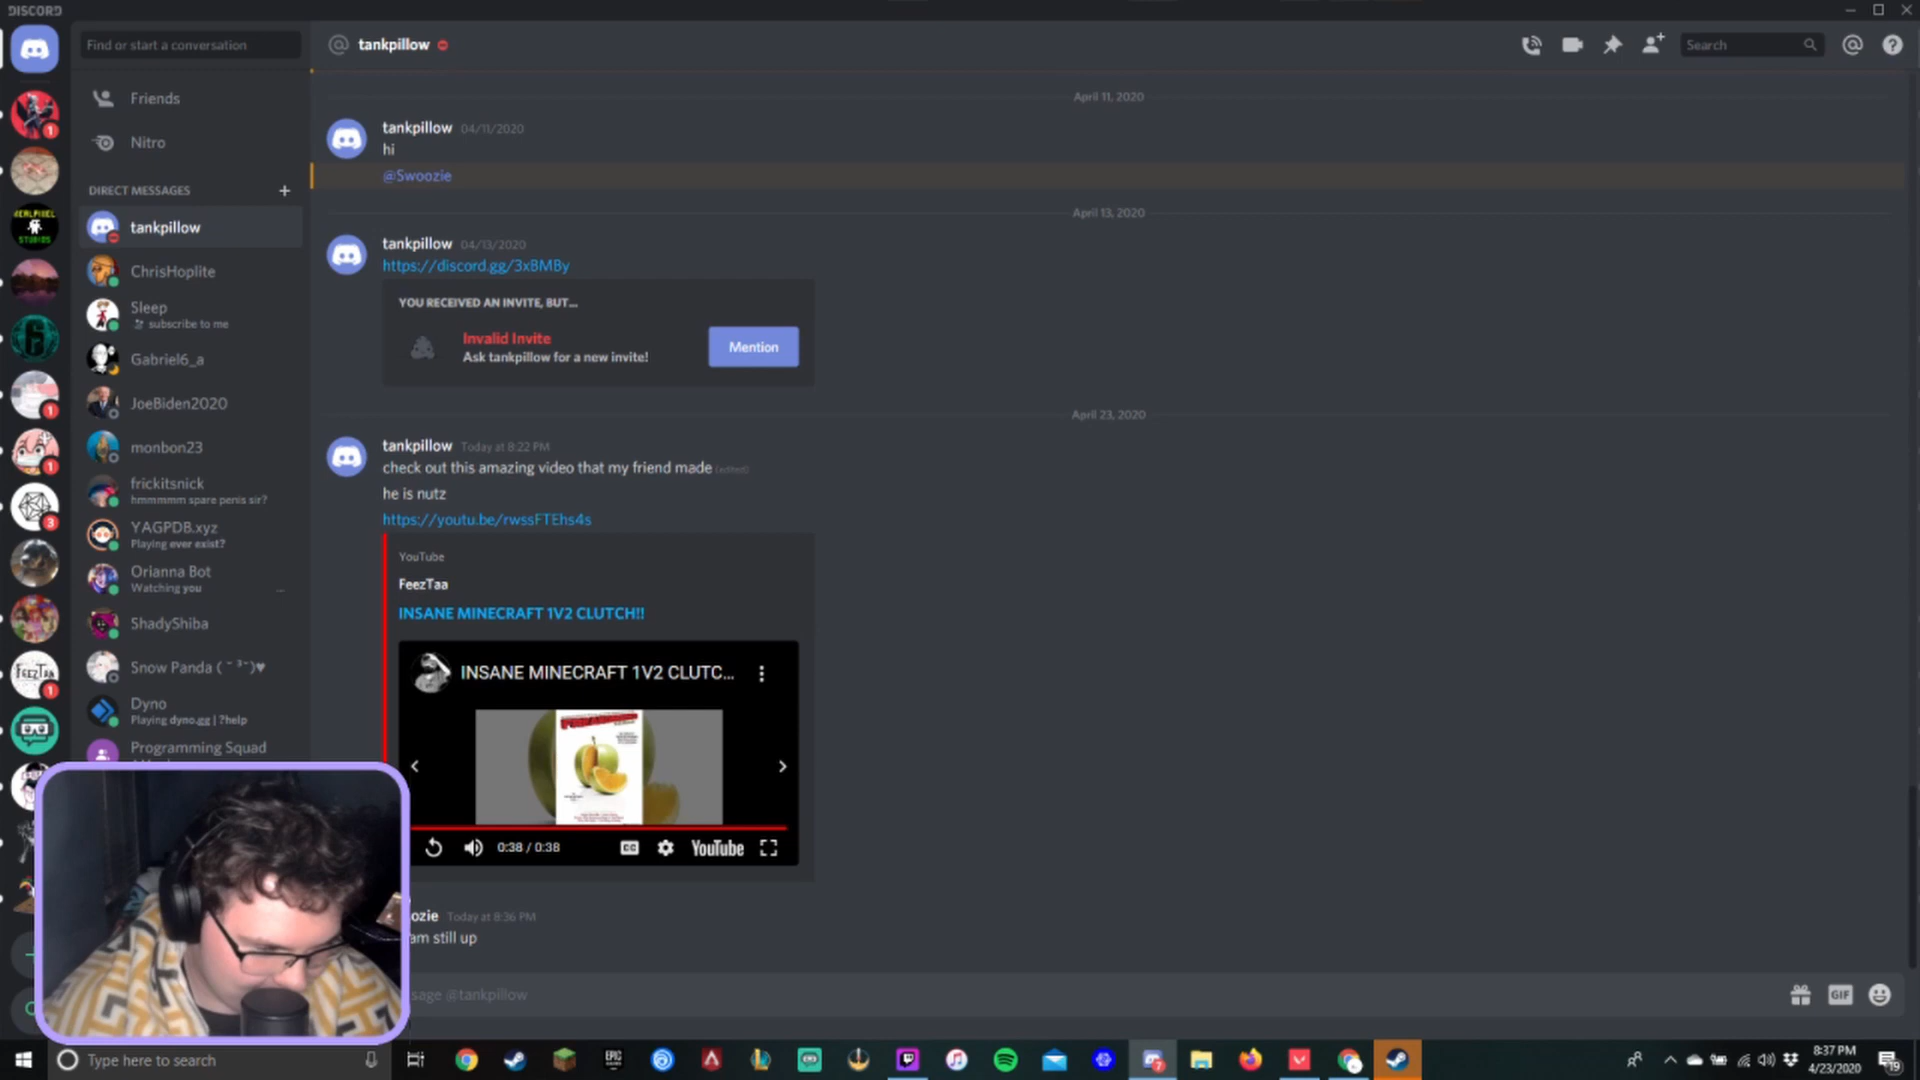 DISCORD
Find or start a conversation
Friends
Nitro
DIRECT MESSAGES
tankpillow
ChrisHoplite
Sleep
subscribe to me
Gabriel6_a
JoeBiden2020
monbon23
frickitsnick
hmmmmm spare penis sir?
YAGPDB.xyz
Playing ever exist?
Orianna Bot
Watching you
ShadyShiba
Snow Panda ( ˘ ³˘)♥
Dyno
Playing dyno.gg | ?help
Programming Squad
tankpillow
Search
April 11, 2020
tankpillow 04/11/2020
hi
@Swoozie
April 13, 2020
tankpillow 04/13/2020
https://discord.gg/3xBMBy
YOU RECEIVED AN INVITE, BUT...
Invalid Invite
Ask tankpillow for a new invite!
Mention
April 23, 2020
tankpillow Today at 8:22 PM
check out this amazing video that my friend made (edited)
he is nutz
https://youtu.be/rwssFTEhs4s
YouTube
FeezTaa
INSANE MINECRAFT 1V2 CLUTCH!!
INSANE MINECRAFT 1V2 CLUTC...
0:38 / 0:38
CC
YouTube
ozie Today at 8:36 PM
am still up
sage @tankpillow
GIF
Type here to search
EPIC
8:37 PM
4/23/2020
19